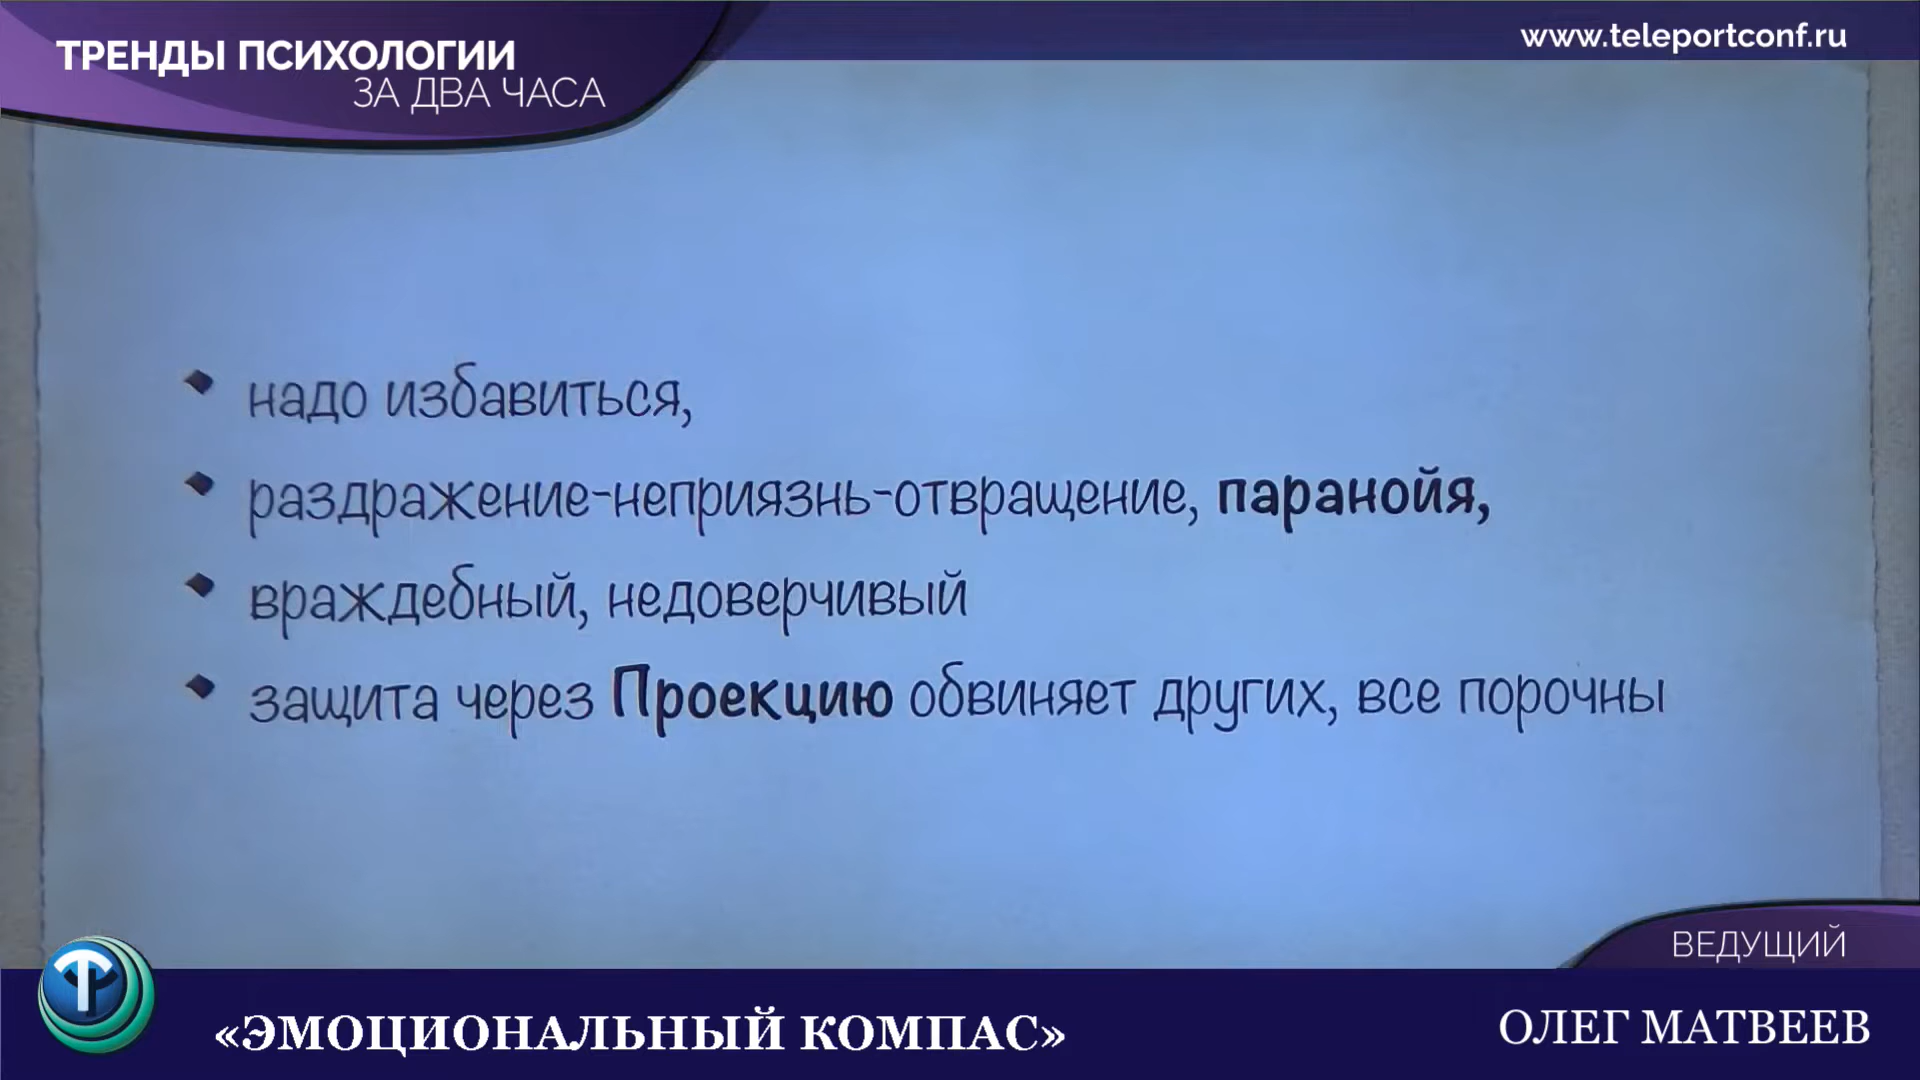 ТРЕНДЫ ПСИХОЛОГИИ
ЗА ДВА ЧАСА
www.teleportconf.ru
надо избавиться,
раздражение-неприязнь-отвращение, паранойя,
враждебный, недоверчивый
защита через Проекцию обвиняет других, все порочны
ВЕДУЩИЙ
«ЭМОЦИОНАЛЬНЫЙ КОМПАС»
ОЛЕГ МАТВЕЕВ